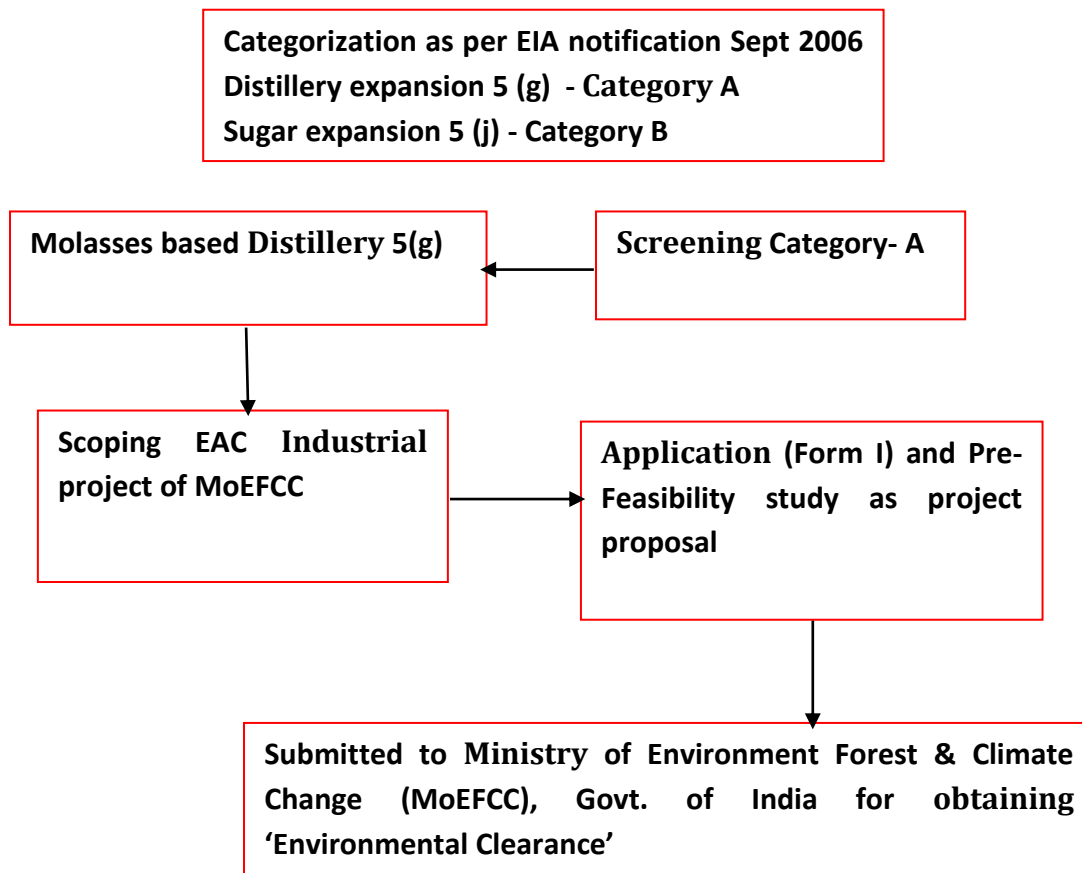 Categorization as per EIA notification Sept 2006
Distillery expansion 5 (g) - Category A
Sugar expansion 5 (j) - Category B
Molasses based Distillery 5(g)
Screening Category- A
Scoping EAC Industrial
project of MoEFCC
Application (Form I) and Pre-
Feasibility study as project
proposal
Submitted to Ministry of Environment Forest & Climate
Change (MoEFCC), Govt. of India for obtaining
‘Environmental Clearance’